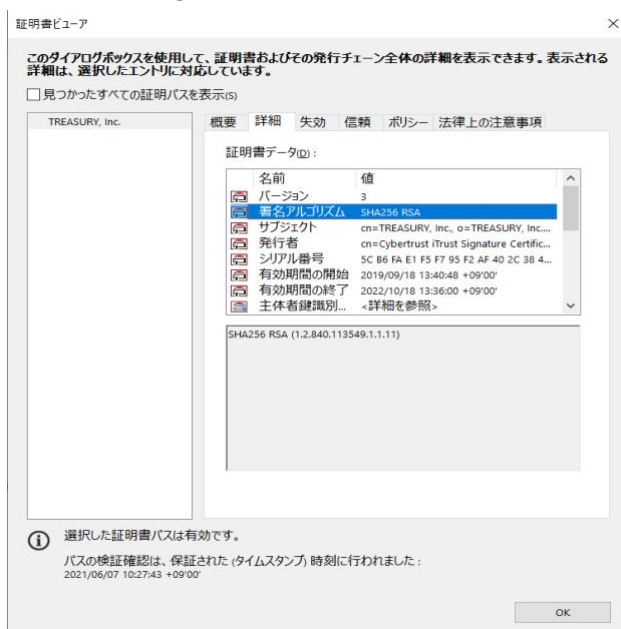 証明書ビューア
このダイアログボックスを使用して、証明書およびその発行チェーン全体の詳細を表示できます。表示される
詳細は、選択したエントリに対応しています。
見つかったすべての証明パスを表示(S)
TREASURY, Inc.
概要 詳細 失効 信頼 ポリシー 法律上の注意事項
証明書データ(D) :
名前 値
バージョン 3
署名アルゴリズム SHA256 RSA
サブジェクト cn=TREASURY, Inc., o=TREASURY, Inc....
発行者 cn=Cybertrust iTrust Signature Certific...
シリアル番号 5C B6 FA E1 F5 F7 95 F2 AF 40 2C 38 4...
有効期間の開始 2019/09/18 13:40:48 +09'00'
有効期間の終了 2022/10/18 13:36:00 +09'00'
主体者鍵識別... <詳細を参照>
SHA256 RSA (1.2.840.113549.1.1.11)
選択した証明書パスは有効です。
パスの検証確認は、保証された (タイムスタンプ) 時刻に行われました :
2021/06/07 10:27:43 +09'00'
OK